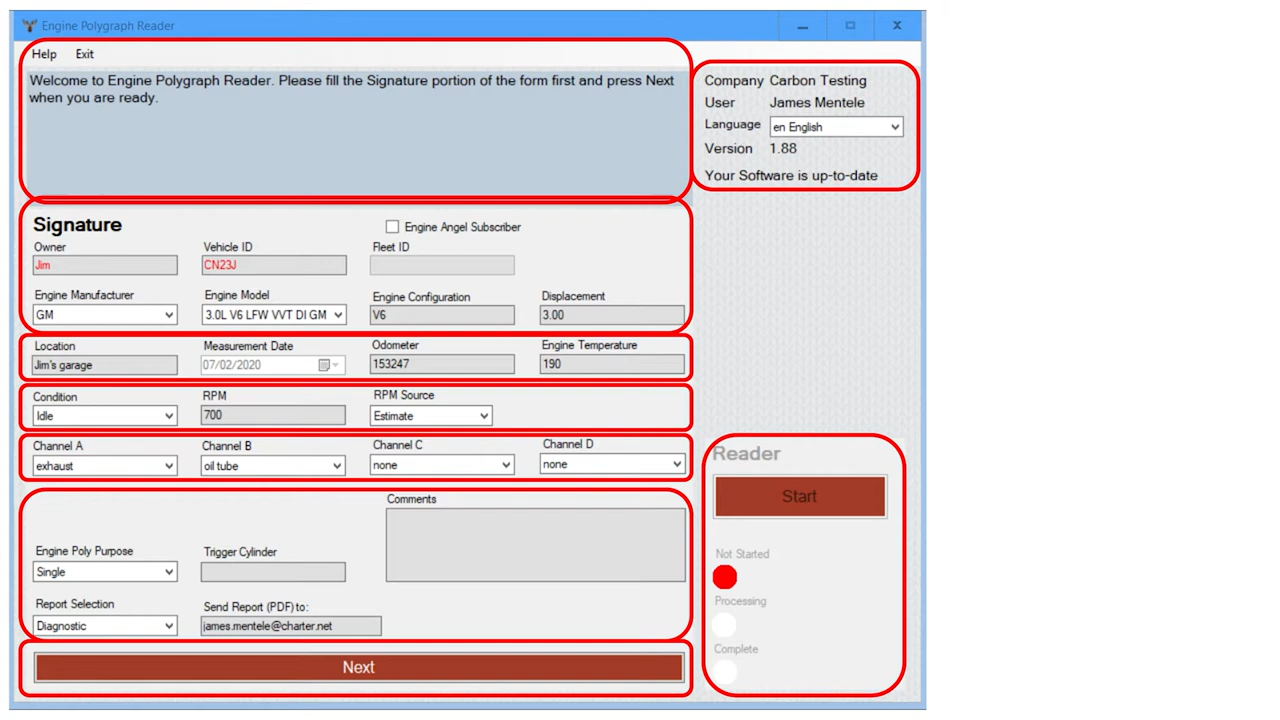 Engine Polygraph Reader
Help Exit
Welcome to Engine Polygraph Reader. Please fill the Signature portion of the form first and press Next
when you are ready.
Company Carbon Testing
User James Mentele
Language en English
Version 1.88
Your Software is up-to-date
Signature
Engine Angel Subscriber
Owner Vehicle ID Fleet ID
Jim CN23J
Engine Manufacturer Engine Model Engine Configuration Displacement
GM 3.0L V6 LFW VVT DI GM V6 3.00
Location Measurement Date Odometer Engine Temperature
Jim's garage 07/02/2020 153247 190
Condition RPM RPM Source
Idle 700 Estimate
Channel A Channel B Channel C Channel D
exhaust oil tube none none
Comments
Engine Poly Purpose Trigger Cylinder
Single
Report Selection Send Report (PDF) to:
Diagnostic james.mentele@charter.net
Next
Reader
Start
Not Started
Processing
Complete